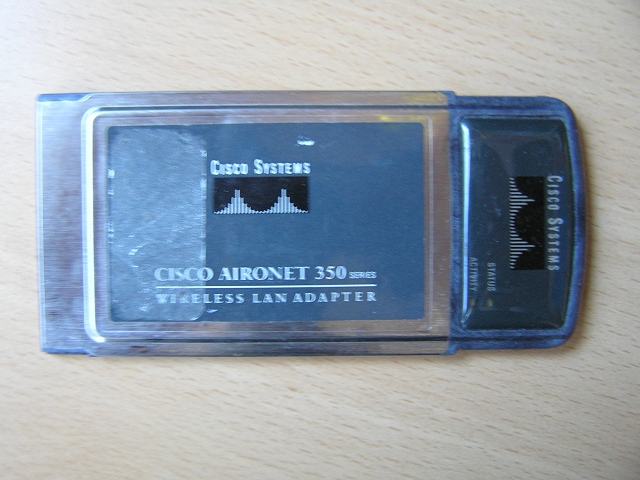 CISCO SYSTEMS
CISCO AIRONET 350 SERIES
WIRELESS LAN ADAPTER
CISCO SYSTEMS
STATUS
ACTIVITY